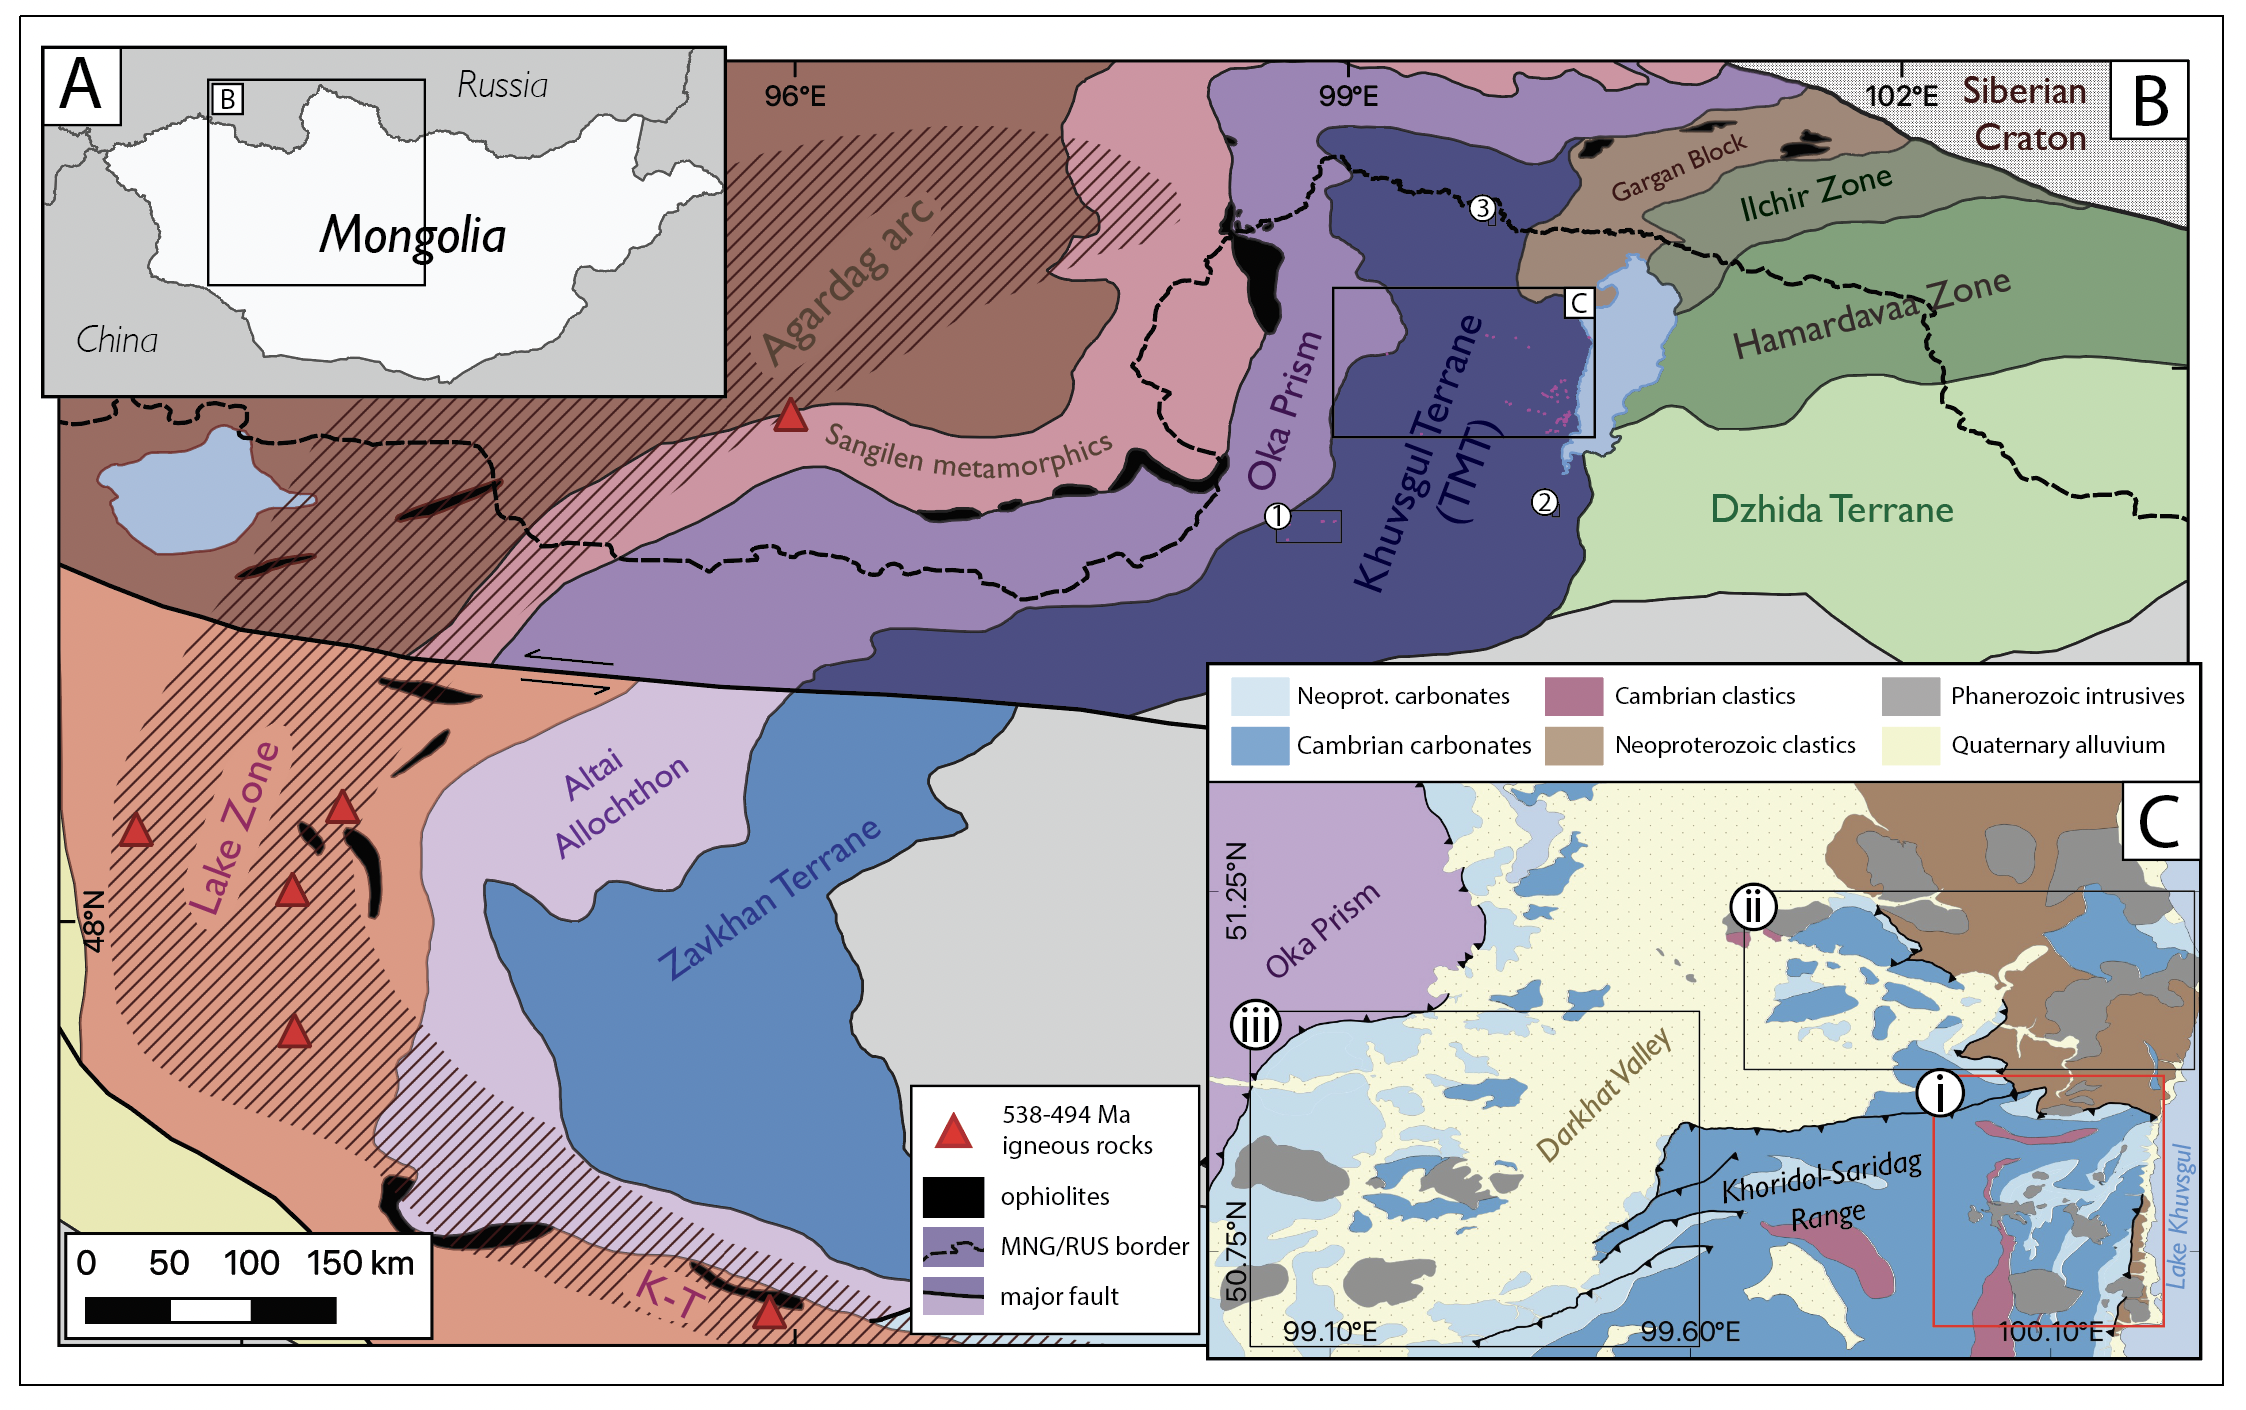 A
B
Russia
Mongolia
China
96°E
99°E
102°E
Siberian
Craton
B
Gargan Block
Ilchir Zone
Hamardavaa Zone
Dzhida Terrane
Agardag arc
Sangilen metamorphics
Oka Prism
Khuvsgul Terrane
(TMT)
C
1
2
3
Lake Zone
Altai
Allochthon
Zavkhan Terrane
48°N
K-T
0 50 100 150 km
538-494 Ma
igneous rocks
ophiolites
MNG/RUS border
major fault
Neoprot. carbonates
Cambrian clastics
Phanerozoic intrusives
Cambrian carbonates
Neoproterozoic clastics
Quaternary alluvium
C
51.25°N
50.75°N
Oka Prism
ii
iii
i
Darkhat Valley
Khoridol-Saridag
Range
Lake Khuvsgul
99.10°E
99.60°E
100.10°E